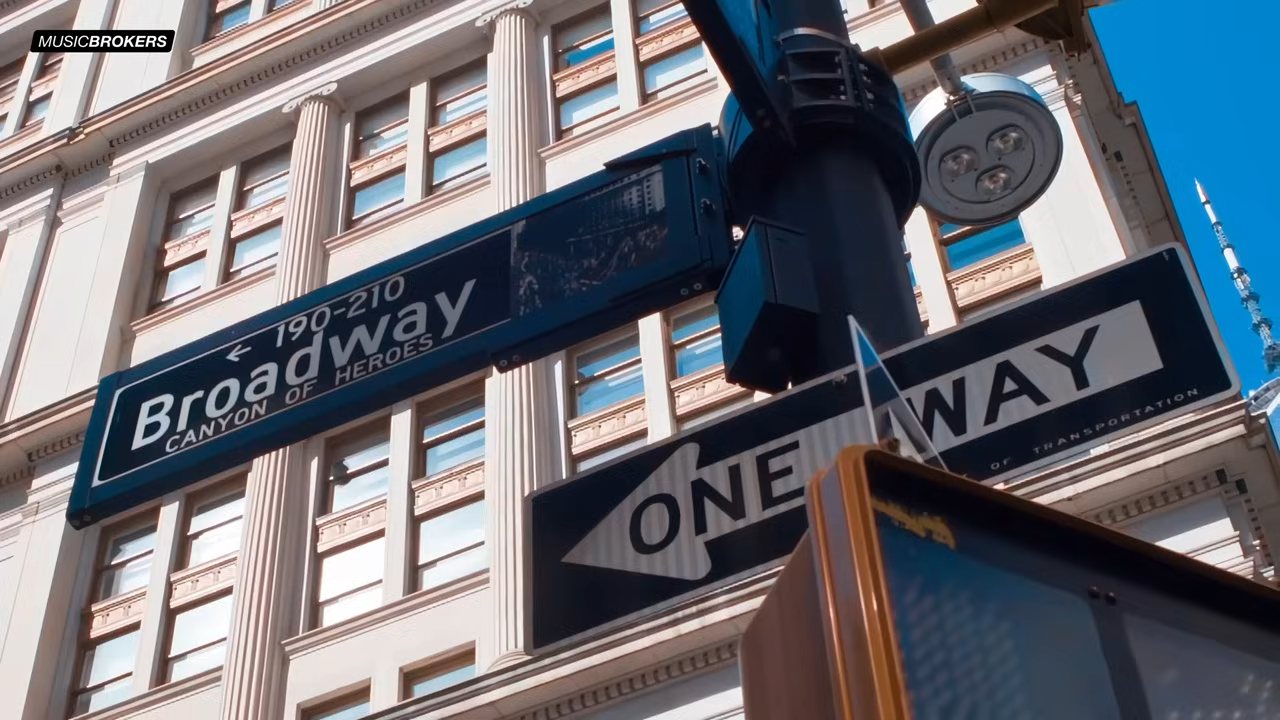 MUSICBROKERS
← 190-210
Broadway
CANYON OF HEROES
ONE WAY
OF TRANSPORTATION